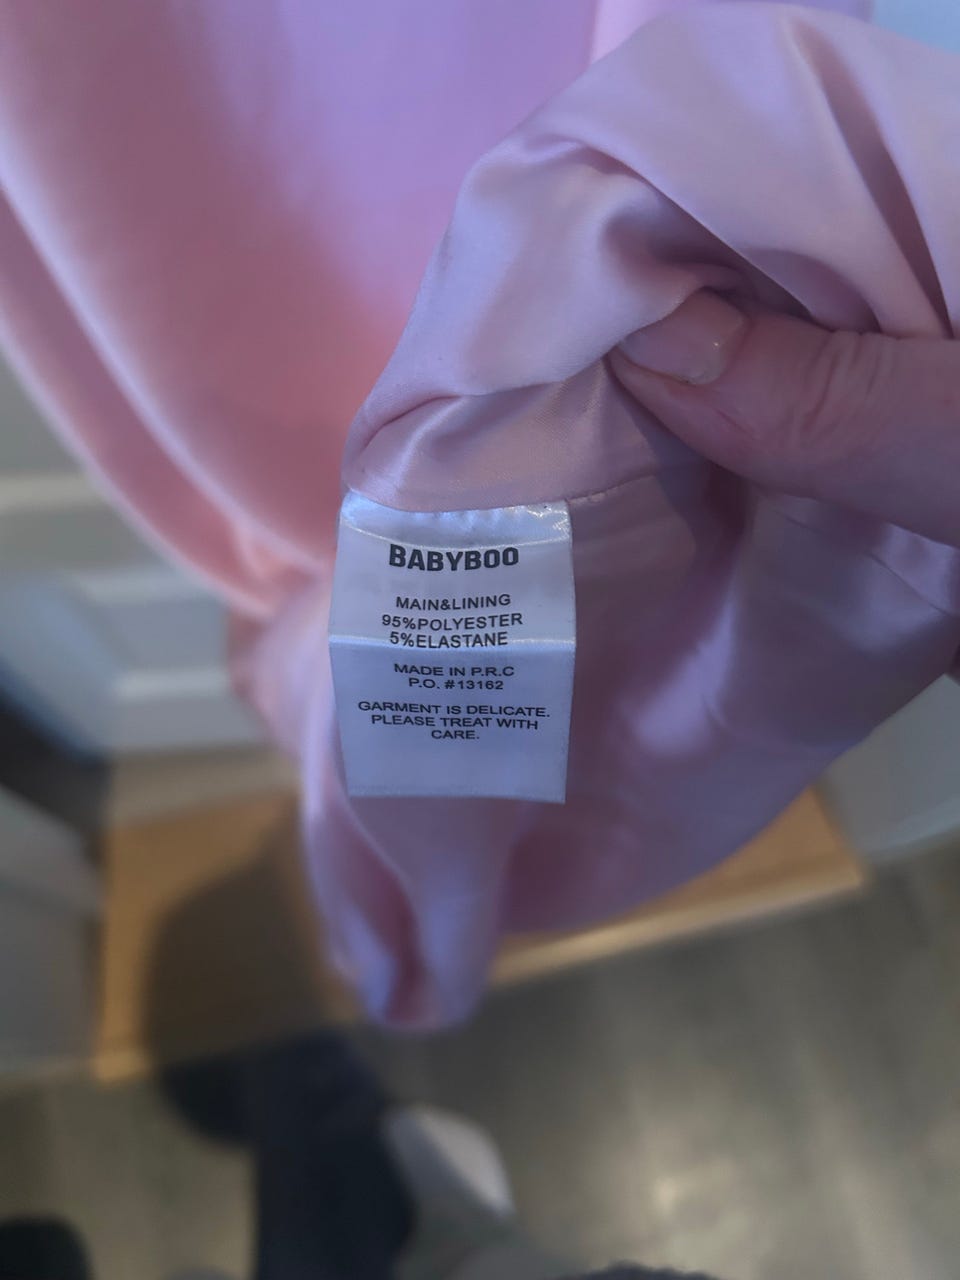 BABYBOO
MAIN&LINING
95%POLYESTER
5%ELASTANE
MADE IN P.R.C
P.O. #13162
GARMENT IS DELICATE.
PLEASE TREAT WITH
CARE.